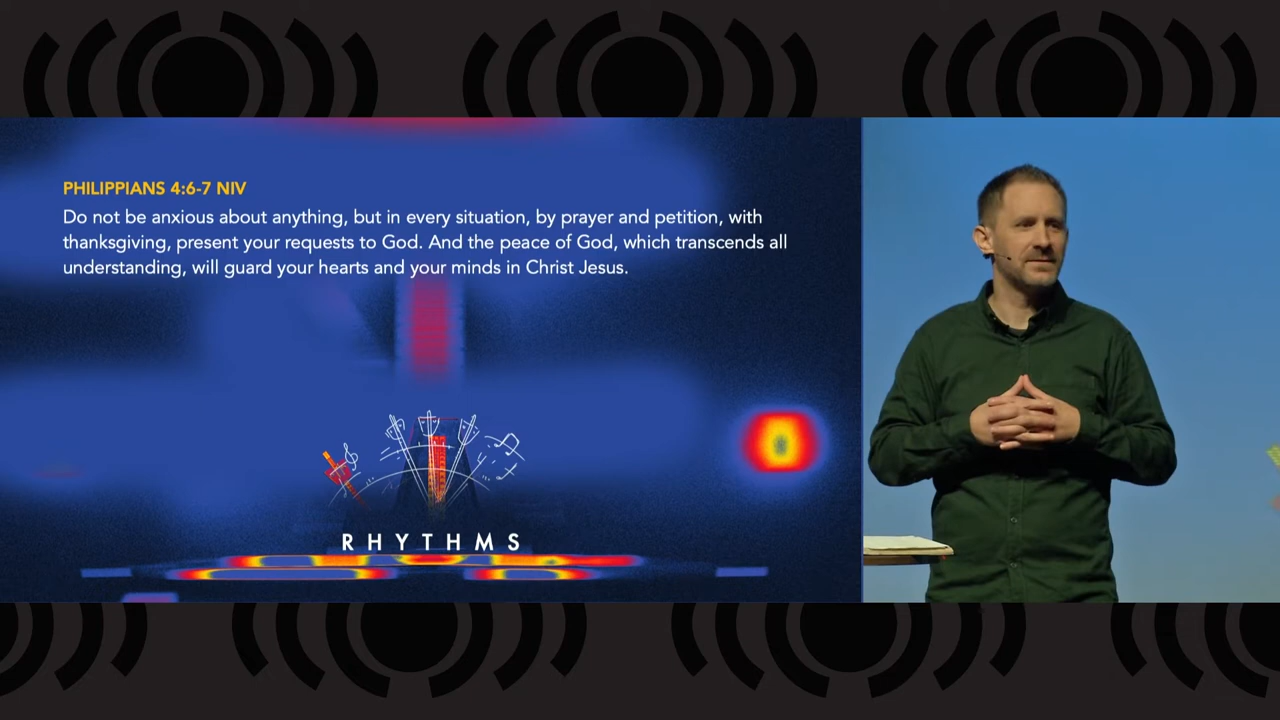 PHILIPPIANS 4:6-7 NIV
Do not be anxious about anything, but in every situation, by prayer and petition, with
thanksgiving, present your requests to God. And the peace of God, which transcends all
understanding, will guard your hearts and your minds in Christ Jesus.
RHYTHMS